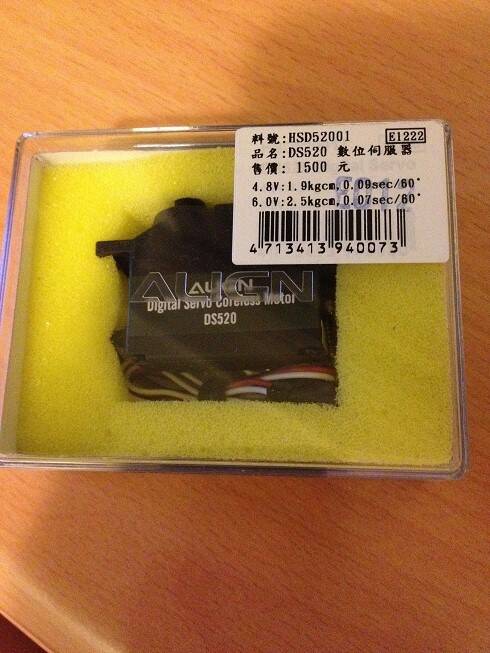 料號:HSD52001 E1222
品名:DS520 數位伺服器
售價: 1500 元
4.8V:1.9kgcm,0.09sec/60°
6.0V:2.5kgcm,0.07sec/60°
4713413940073
ALIGN
ALIGN
Digital Servo Coreless Motor
DS520